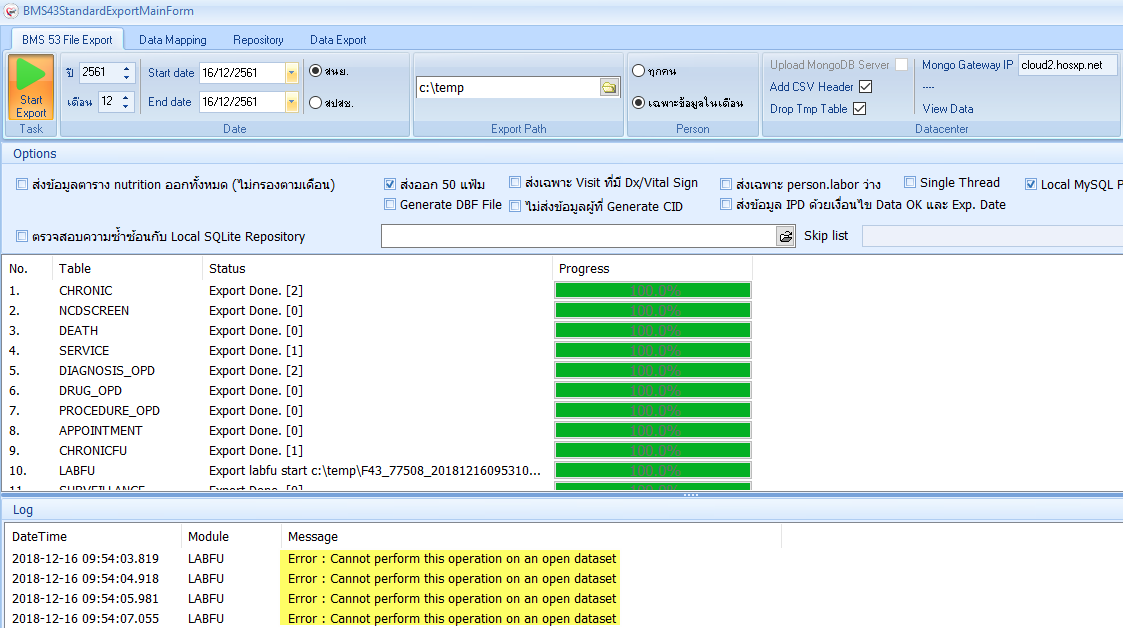 BMS43StandardExportMainForm
BMS 53 File Export Data Mapping Repository Data Export
Start Export
Task
ปี 2561
เดือน 12
Start date 16/12/2561
End date 16/12/2561
สนย.
สปสช.
Date
c:\temp
Export Path
ทุกคน
เฉพาะข้อมูลในเดือน
Person
Upload MongoDB Server
Add CSV Header
Drop Tmp Table
Mongo Gateway IP cloud2.hosxp.net
----
View Data
Datacenter
Options
ส่งข้อมูลตาราง nutrition ออกทั้งหมด (ไม่กรองตามเดือน)
ส่งออก 50 แฟ้ม
ส่งเฉพาะ Visit ที่มี Dx/Vital Sign
ส่งเฉพาะ person.labor ว่าง
Single Thread
Local MySQL P
Generate DBF File
ไม่ส่งข้อมูลผู้ที่ Generate CID
ส่งข้อมูล IPD ด้วยเงื่อนไข Data OK และ Exp. Date
ตรวจสอบความซ้ำซ้อนกับ Local SQLite Repository
Skip list
No. Table Status Progress
1. CHRONIC Export Done. [2] 100.0%
2. NCDSCREEN Export Done. [0] 100.0%
3. DEATH Export Done. [0] 100.0%
4. SERVICE Export Done. [1] 100.0%
5. DIAGNOSIS_OPD Export Done. [2] 100.0%
6. DRUG_OPD Export Done. [0] 100.0%
7. PROCEDURE_OPD Export Done. [0] 100.0%
8. APPOINTMENT Export Done. [0] 100.0%
9. CHRONICFU Export Done. [1] 100.0%
10. LABFU Export labfu start c:\temp\F43_77508_20181216095310... 100.0%
11. SURVEILLANCE Export Done. [0] 100.0%
Log
DateTime Module Message
2018-12-16 09:54:03.819 LABFU Error : Cannot perform this operation on an open dataset
2018-12-16 09:54:04.918 LABFU Error : Cannot perform this operation on an open dataset
2018-12-16 09:54:05.981 LABFU Error : Cannot perform this operation on an open dataset
2018-12-16 09:54:07.055 LABFU Error : Cannot perform this operation on an open dataset